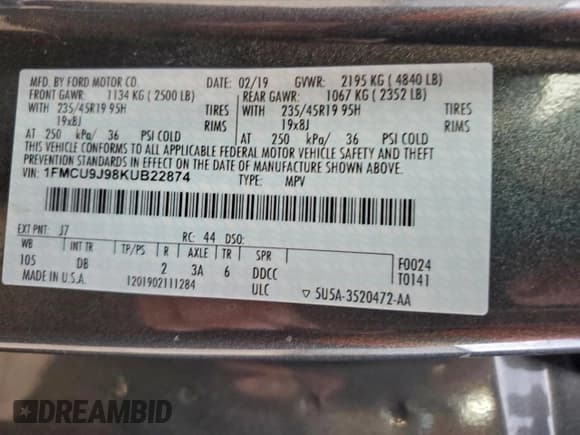 MFD. BY FORD MOTOR CO. 02/19 GVWR: 2195 KG ( 4840 LB)
FRONT GAWR: 1134 KG ( 2500 LB) REAR GAWR: 1067 KG ( 2352 LB)
WITH 235/45R19 95H TIRES WITH 235/45R19 95H TIRES
19x8J RIMS 19x8J RIMS
AT 250 kPa/ 36 PSI COLD AT 250 kPa/ 36 PSI COLD
THIS VEHICLE CONFORMS TO ALL APPLICABLE FEDERAL MOTOR VEHICLE SAFETY AND THEFT
PREVENTION STANDARDS IN EFFECT ON THE DATE OF MANUFACTURE SHOWN ABOVE.
VIN: 1FMCU9J98KUB22874 TYPE: MPV
EXT PNT: J7 RC: 44 DSO:
WB INT TR TP/PS R AXLE TR SPR F0024
105 DB 2 3A 6 DDCC T0141
MADE IN U.S.A. 1201902111284 ULC ▽ 5U5A-3520472-AA
DREAMBID